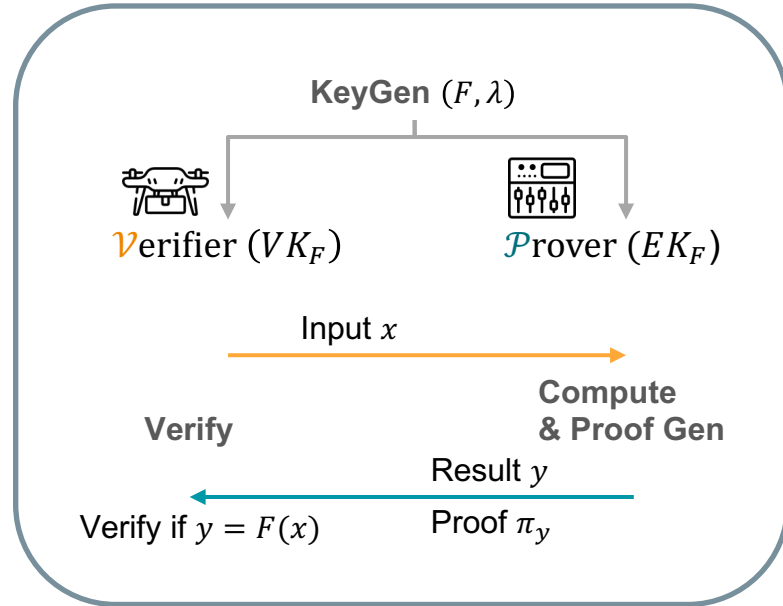 KeyGen (F, λ)
𝒱erifier (VK_F)
𝒫rover (EK_F)
Input x
Compute
& Proof Gen
Verify
Result y
Proof π_y
Verify if y = F(x)